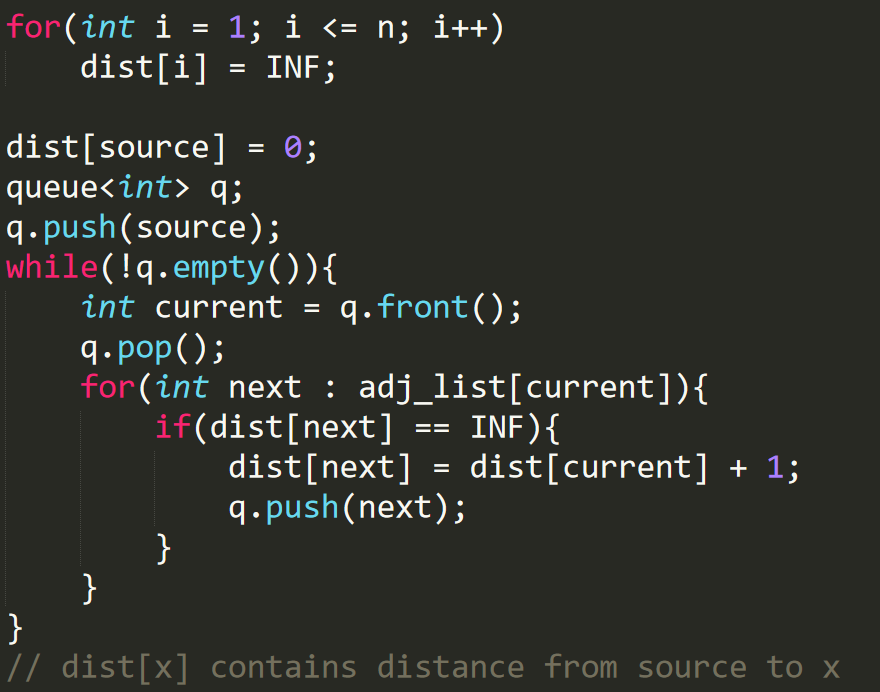 for(int i = 1; i <= n; i++)
    dist[i] = INF;

dist[source] = 0;
queue<int> q;
q.push(source);
while(!q.empty()){
    int current = q.front();
    q.pop();
    for(int next : adj_list[current]){
        if(dist[next] == INF){
            dist[next] = dist[current] + 1;
            q.push(next);
        }
    }
}
// dist[x] contains distance from source to x